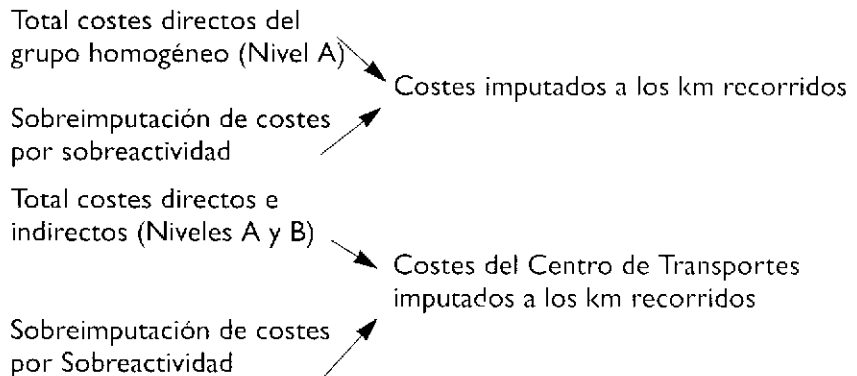 Total costes directos del
grupo homogéneo (Nivel A)
Costes imputados a los km recorridos
Sobreimputación de costes
por sobreactividad
Total costes directos e
indirectos (Niveles A y B)
Costes del Centro de Transportes
imputados a los km recorridos
Sobreimputación de costes
por Sobreactividad